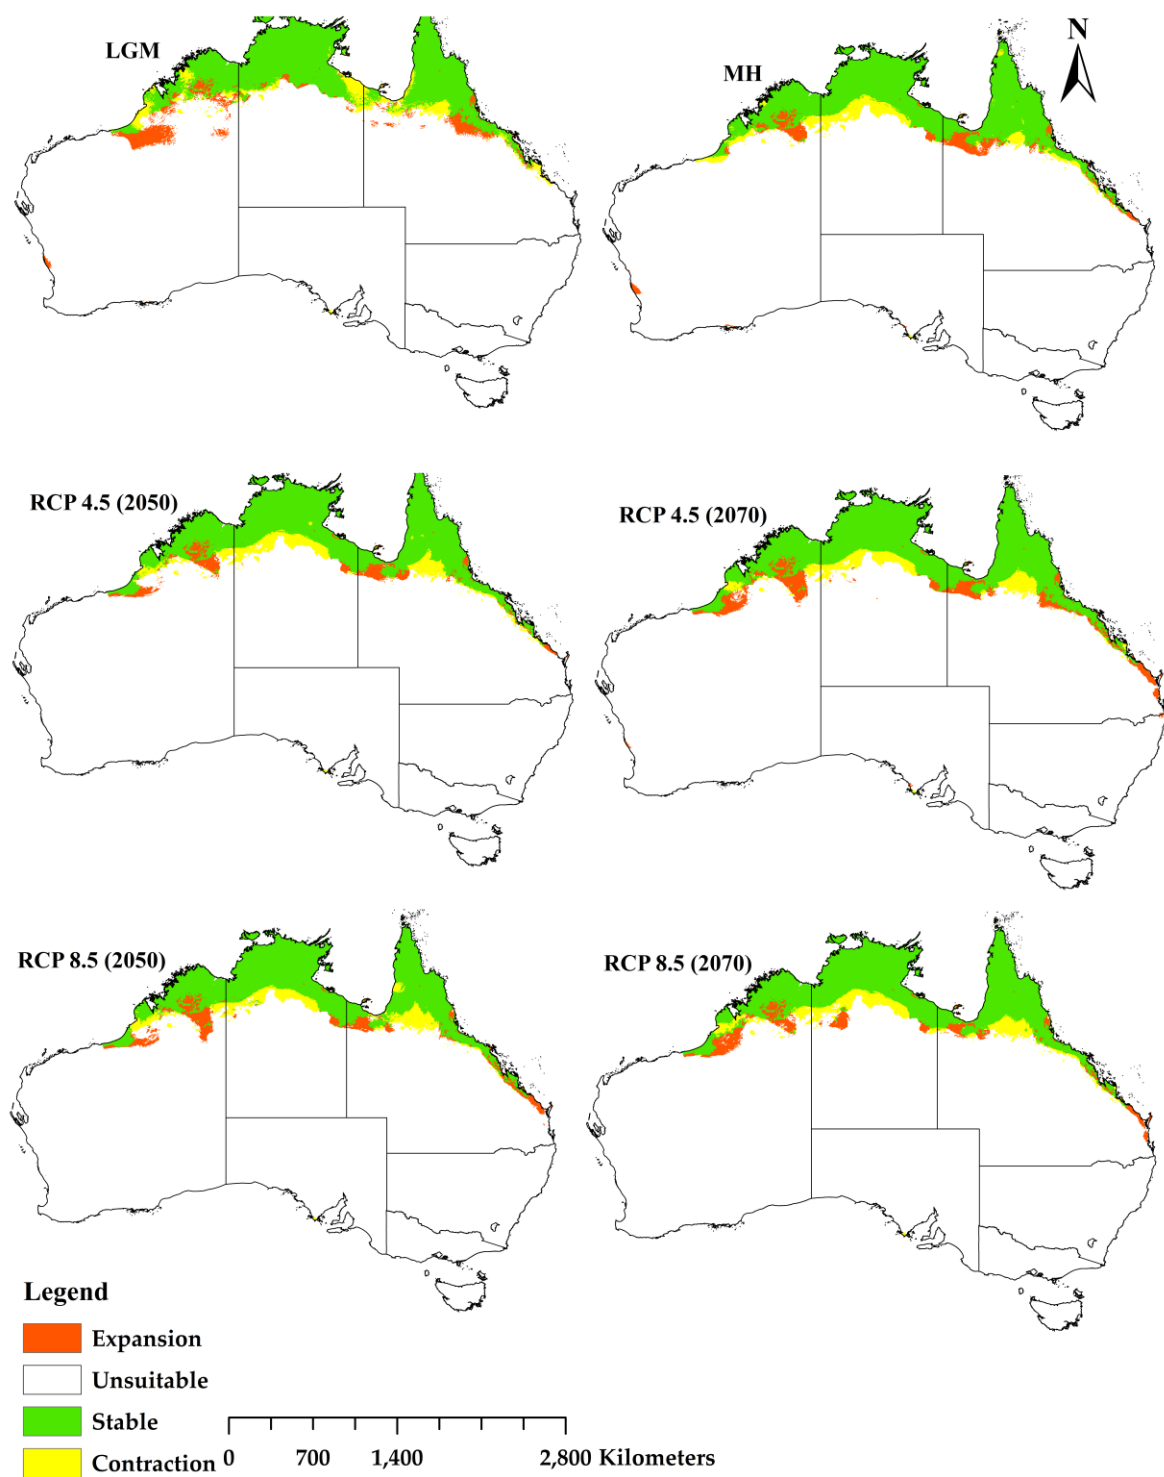 LGM
MH
N
RCP 4.5 (2050)
RCP 4.5 (2070)
RCP 8.5 (2050)
RCP 8.5 (2070)
Legend
Expansion
Unsuitable
Stable
Contraction
0 700 1,400 2,800 Kilometers